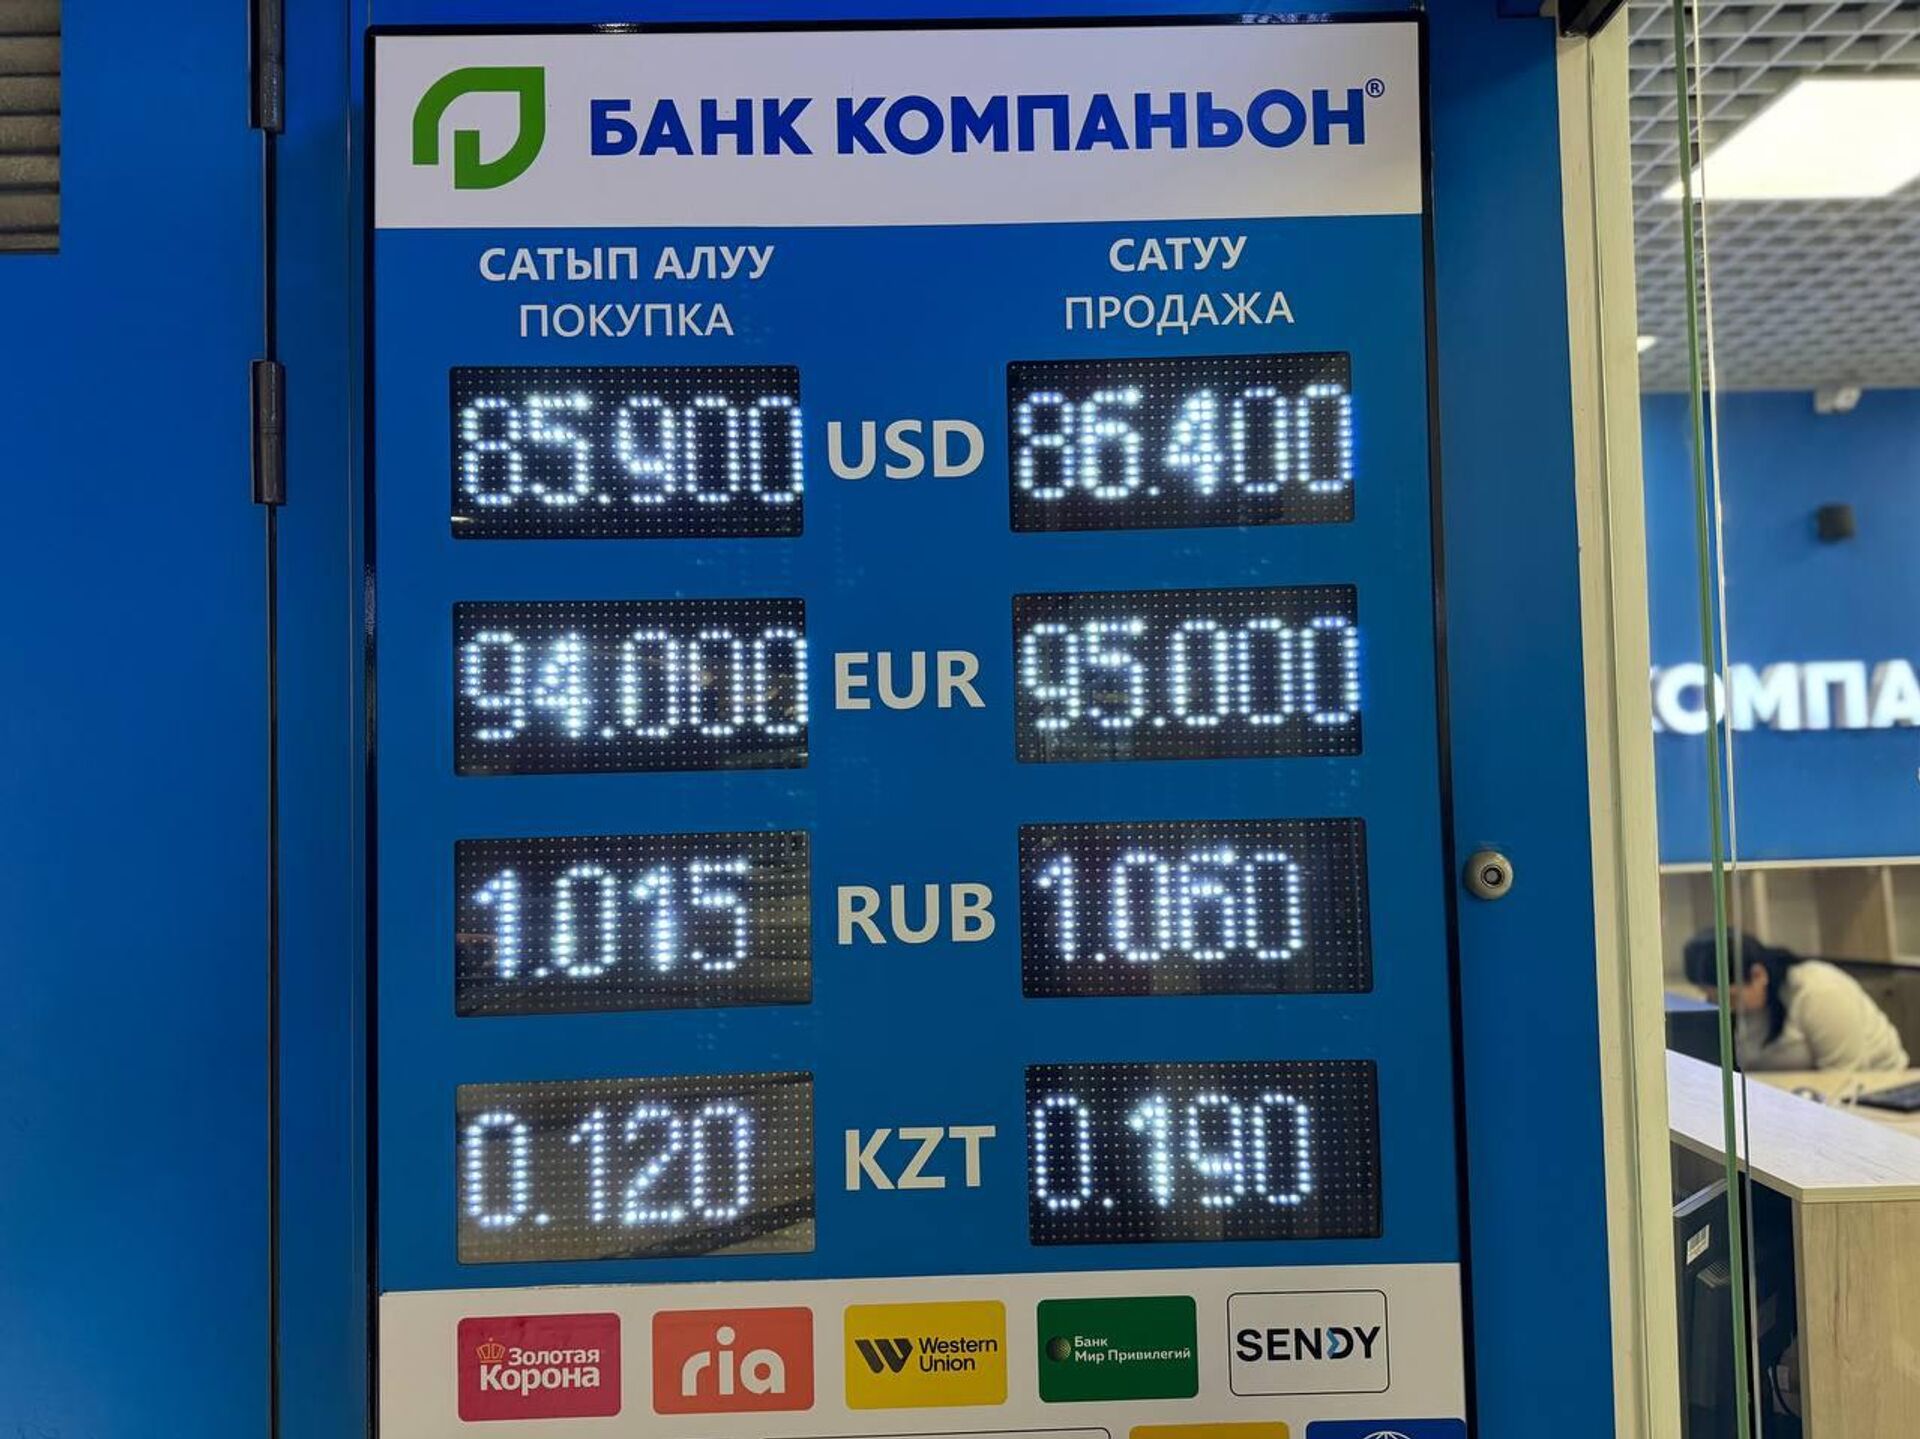 БАНК КОМПАНЬОН®
САТЫП АЛУУ
ПОКУПКА
САТУУ
ПРОДАЖА
85.900 USD 86.400
94.000 EUR 95.000
1.015 RUB 1.060
0.120 KZT 0.190
КОМПА
Золотая
Корона
ria
Western
Union
Банк
Мир Привилегий
SENDY